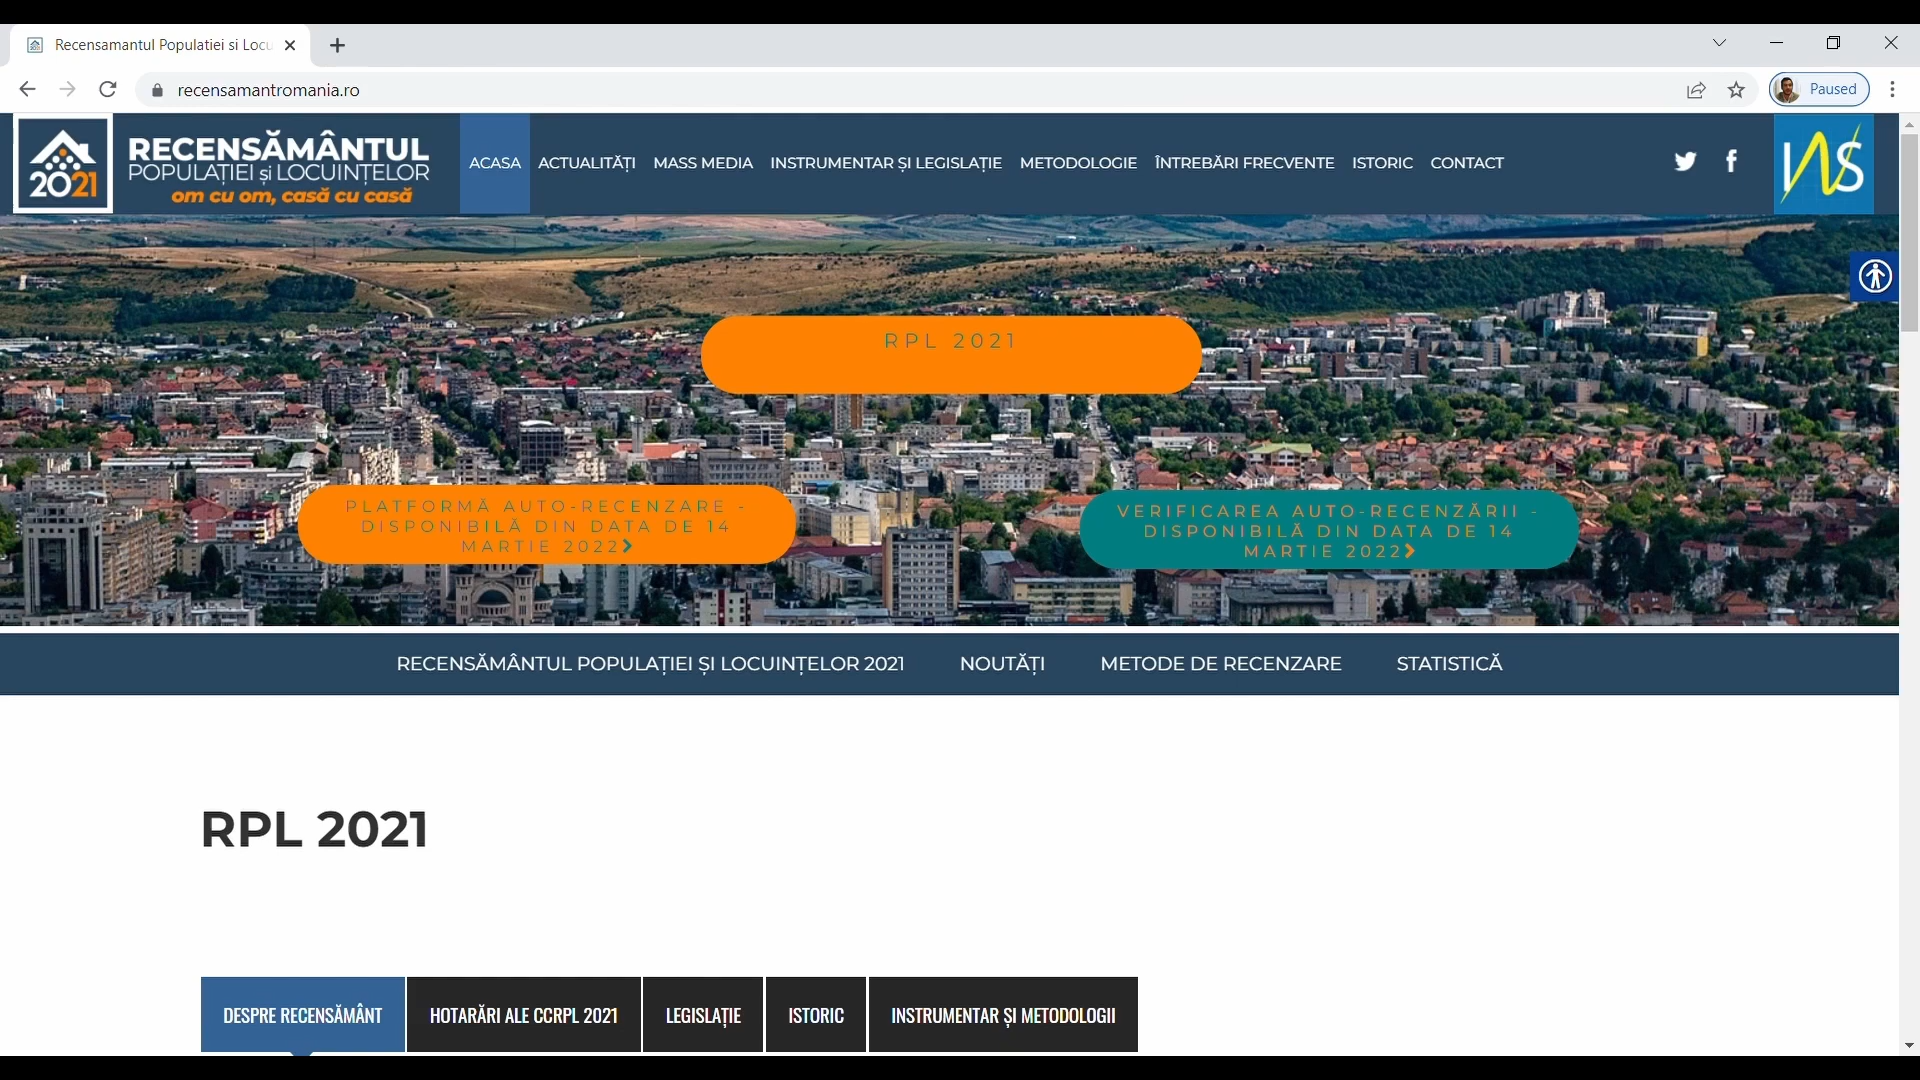 Recensamantul Populatiei si Locu
recensamantromania.ro
Paused
2021
RECENSĂMÂNTUL
POPULAȚIEI și LOCUINȚELOR
om cu om, casă cu casă
ACASA
ACTUALITĂȚI
MASS MEDIA
INSTRUMENTAR ȘI LEGISLAȚIE
METODOLOGIE
ÎNTREBĂRI FRECVENTE
ISTORIC
CONTACT
INS
RPL 2021
PLATFORMĂ AUTO-RECENZARE -
DISPONIBILĂ DIN DATA DE 14
MARTIE 2022
VERIFICAREA AUTO-RECENZĂRII -
DISPONIBILĂ DIN DATA DE 14
MARTIE 2022
RECENSĂMÂNTUL POPULAȚIEI ȘI LOCUINȚELOR 2021
NOUTĂȚI
METODE DE RECENZARE
STATISTICĂ
RPL 2021
DESPRE RECENSĂMÂNT
HOTARÂRI ALE CCRPL 2021
LEGISLAȚIE
ISTORIC
INSTRUMENTAR ȘI METODOLOGII